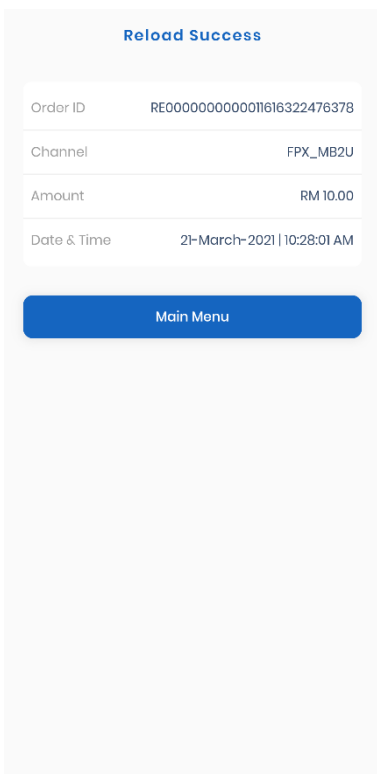 Reload Success
Order ID RE0000000000011616322476378
Channel FPX_MB2U
Amount RM 10.00
Date & Time 21-March-2021 | 10:28:01 AM
Main Menu